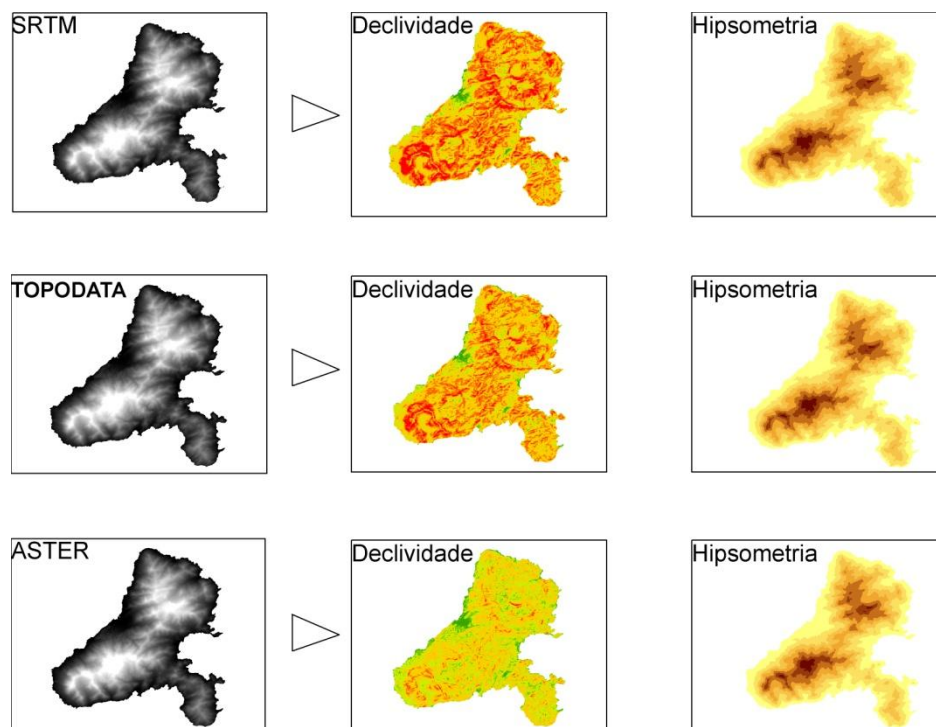 SRTM
Declividade
Hipsometria
TOPODATA
Declividade
Hipsometria
ASTER
Declividade
Hipsometria